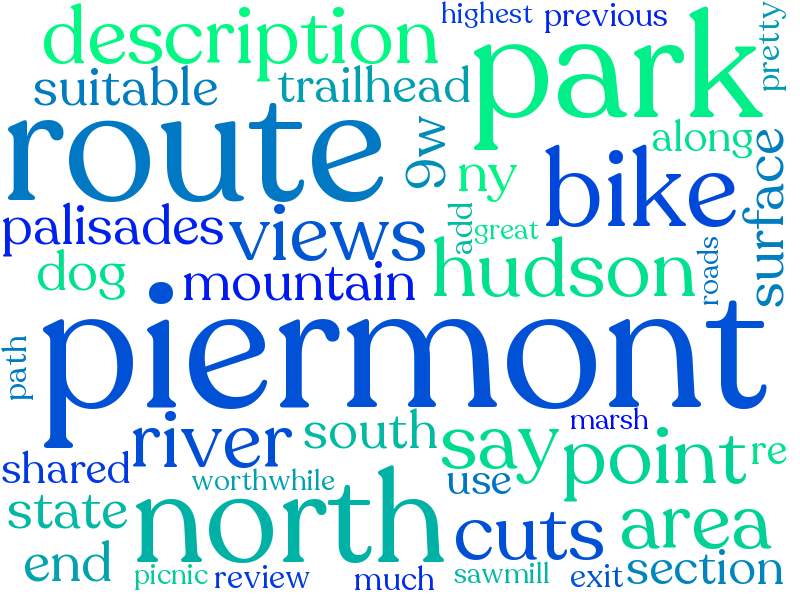 highest previous pretty
description park
suitable trailhead
route 9w along
ny bike surface
palisades views add great
dog mountain hudson roads
piermont
path
river south say marsh
shared worthwhile use point re
state north cuts area
end picnic review much sawmill exit section